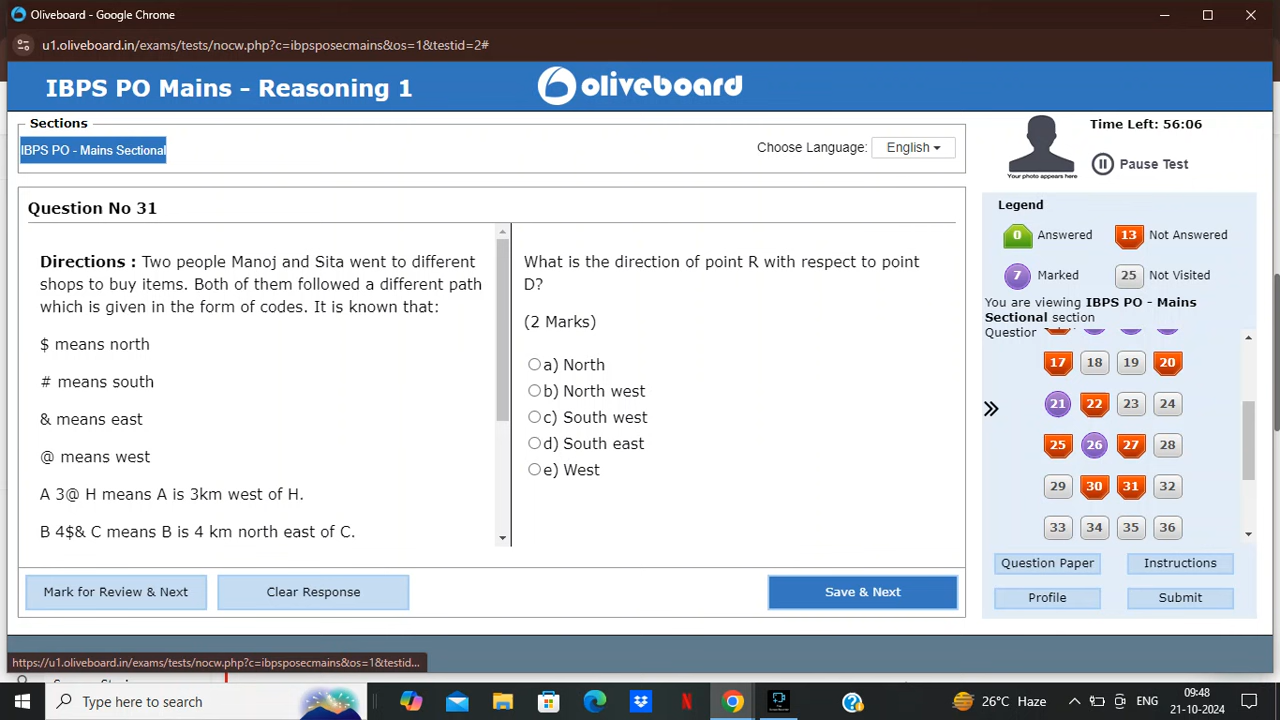 Oliveboard - Google Chrome
u1.oliveboard.in/exams/tests/nocw.php?c=ibpsposecmains&os=1&testid=2#
IBPS PO Mains - Reasoning 1
oliveboard
Sections
IBPS PO - Mains Sectional
Choose Language: English
Your photo appears here
Time Left: 56:06
Pause Test
Question No 31
Directions : Two people Manoj and Sita went to different
shops to buy items. Both of them followed a different path
which is given in the form of codes. It is known that:
$ means north
# means south
& means east
@ means west
A 3@ H means A is 3km west of H.
B 4$& C means B is 4 km north east of C.
What is the direction of point R with respect to point
D?
(2 Marks)
a) North
b) North west
c) South west
d) South east
e) West
Legend
0 Answered 13 Not Answered
7 Marked 25 Not Visited
You are viewing IBPS PO - Mains
Sectional section
Question
17 18 19 20
21 22 23 24
25 26 27 28
29 30 31 32
33 34 35 36
Question Paper Instructions
Profile Submit
Mark for Review & Next Clear Response Save & Next
https://u1.oliveboard.in/exams/tests/nocw.php?c=ibpsposecmains&os=1&testid...
Type here to search
26°C Haze
ENG
09:48
21-10-2024